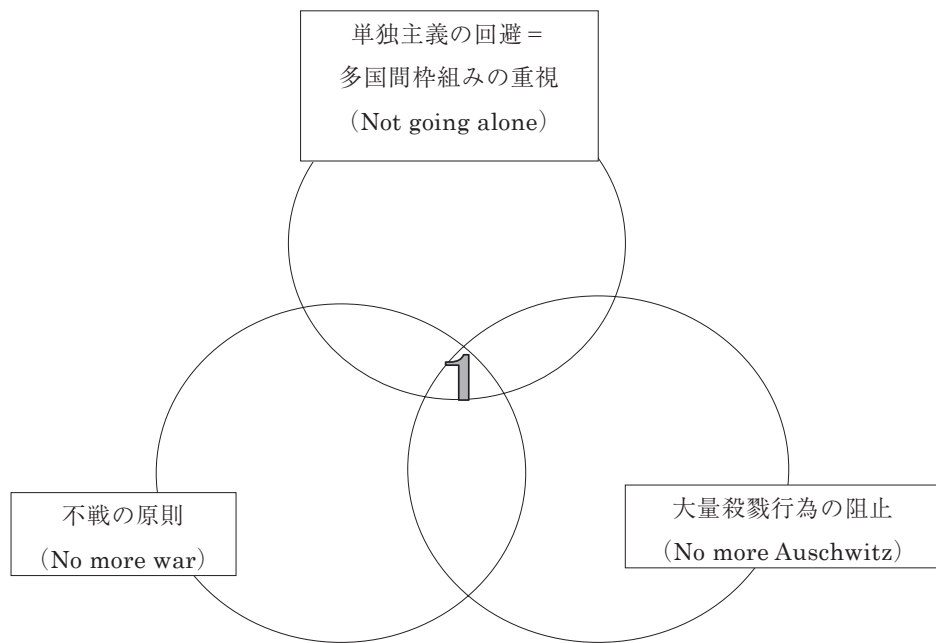 単独主義の回避＝
多国間枠組みの重視
（Not going alone）
1
不戦の原則
（No more war）
大量殺戮行為の阻止
（No more Auschwitz）